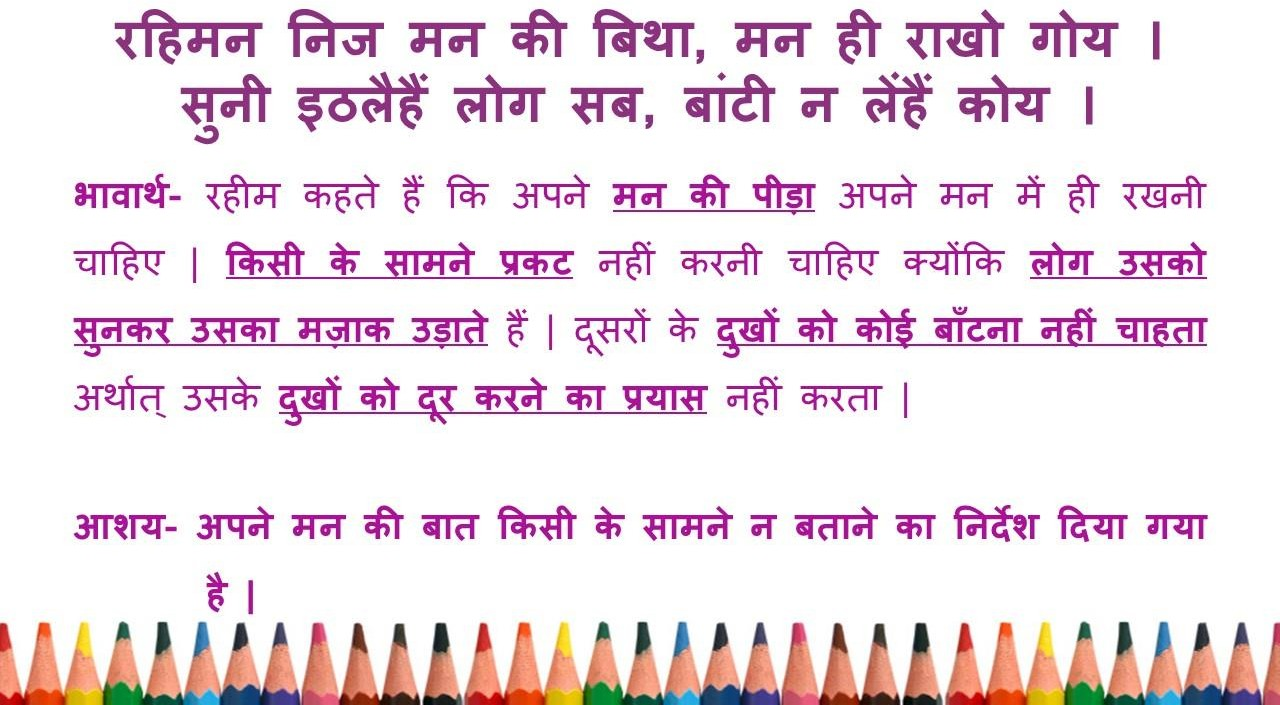 रहिमन निज मन की बिथा, मन ही राखो गोय |
सुनी इठलैहैं लोग सब, बांटी न लेंहैं कोय |
भावार्थ- रहीम कहते हैं कि अपने मन की पीड़ा अपने मन में ही रखनी
चाहिए | किसी के सामने प्रकट नहीं करनी चाहिए क्योंकि लोग उसको
सुनकर उसका मज़ाक उड़ाते हैं | दूसरों के दुखों को कोई बाँटना नहीं चाहता
अर्थात् उसके दुखों को दूर करने का प्रयास नहीं करता |
आशय- अपने मन की बात किसी के सामने न बताने का निर्देश दिया गया
है |